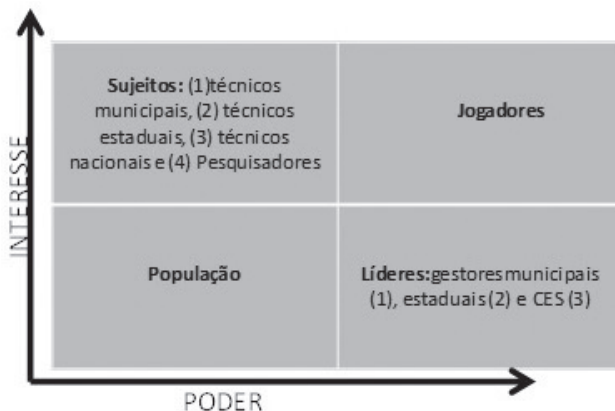 INTERESSE
Sujeitos: (1)técnicos
municipais, (2) técnicos
estaduais, (3) técnicos
nacionais e (4) Pesquisadores
Jogadores
População
Líderes:gestores municipais
(1), estaduais (2) e CES (3)
PODER